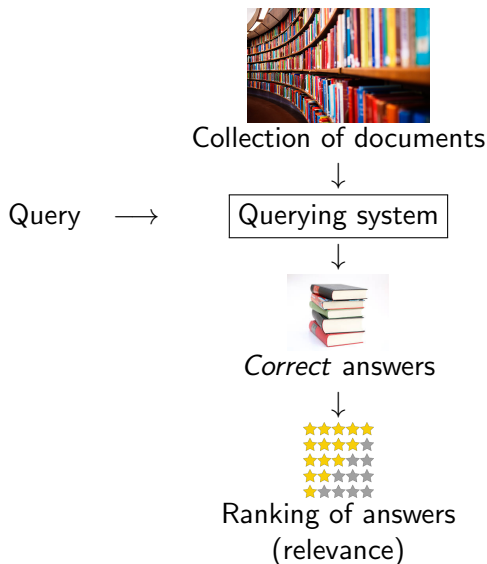 Collection of documents
Query
Querying system
Correct answers
Ranking of answers
(relevance)